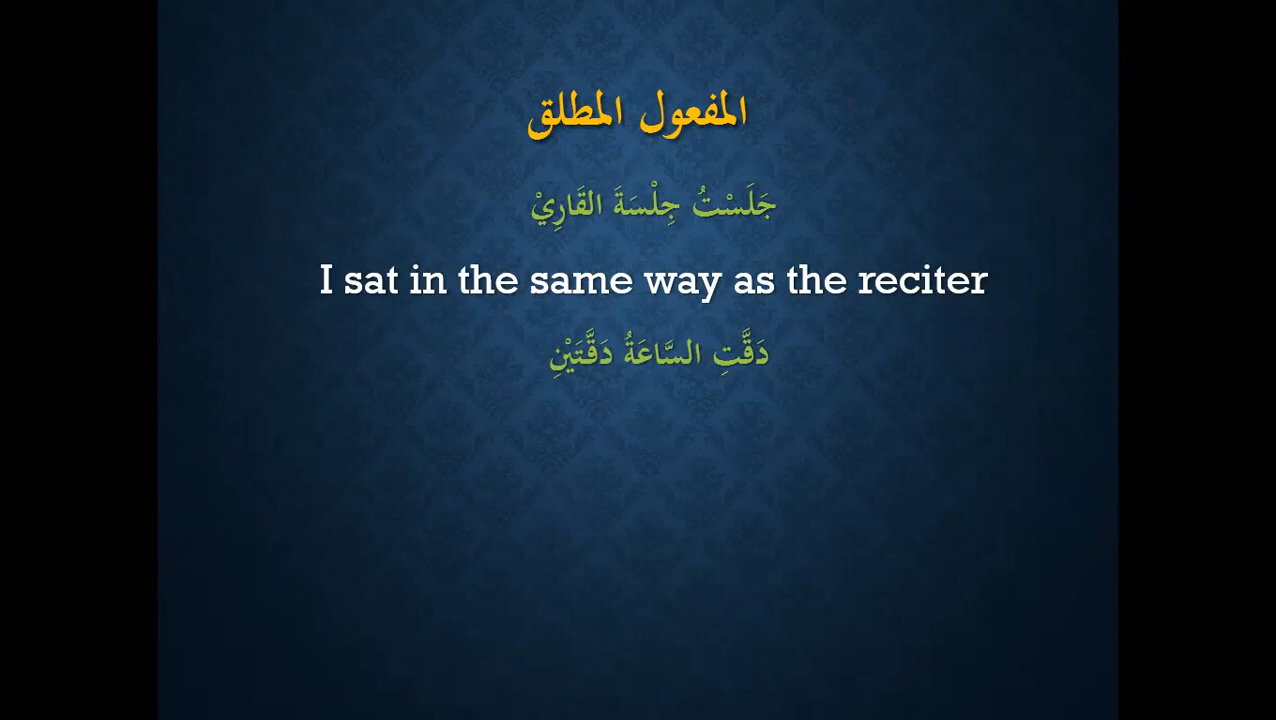 المفعول المطلق
جَلَسْتُ جِلْسَةَ القَارِيْ
I sat in the same way as the reciter
دَقَّتِ السَّاعَةُ دَقَّتَيْنِ